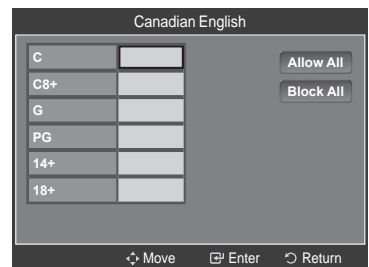 Canadian English
C
Allow All
C8+
Block All
G
PG
14+
18+
Move Enter Return